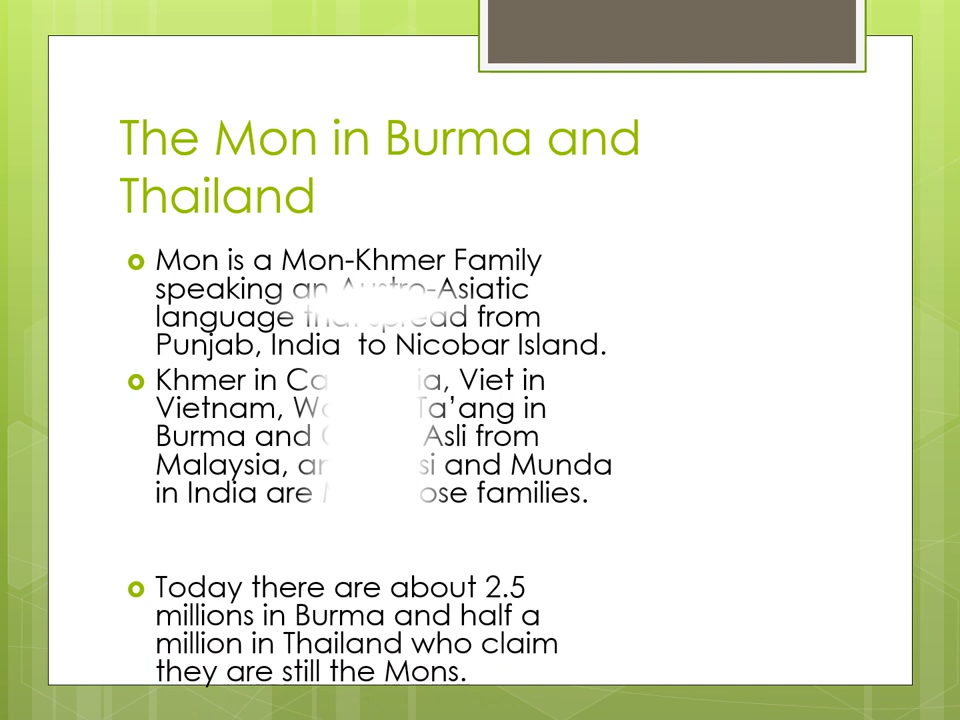 The Mon in Burma and
Thailand
Mon is a Mon-Khmer Family
speaking an Austro-Asiatic
language that spread from
Punjab, India to Nicobar Island.
Khmer in Viet in
Vietnam, Ta’ang in
Burma and Asli from
Malaysia, and Munda
in India are families.
Today there are about 2.5
millions in Burma and half a
million in Thailand who claim
they are still the Mons.